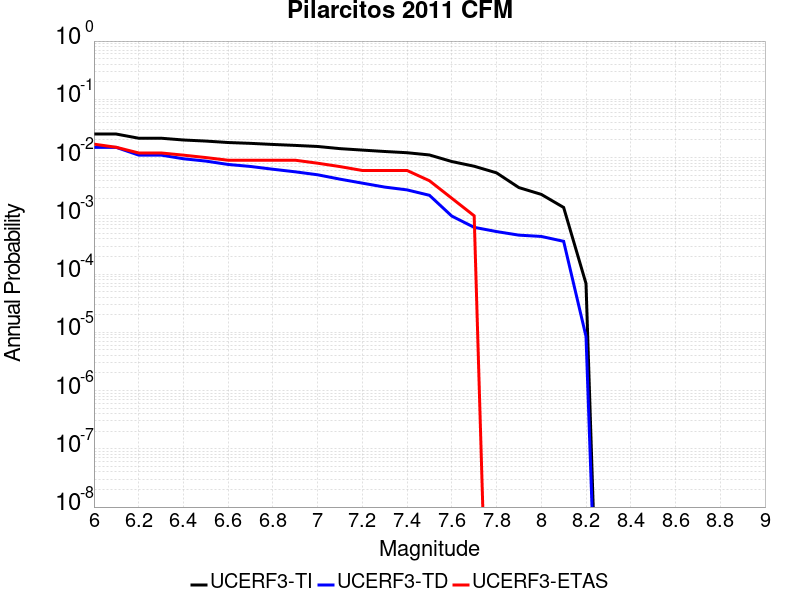 Pilarcitos 2011 CFM
10^0
10^-1
10^-2
10^-3
10^-4
10^-5
10^-6
10^-7
10^-8
Annual Probability
6 6.2 6.4 6.6 6.8 7 7.2 7.4 7.6 7.8 8 8.2 8.4 8.6 8.8 9
Magnitude
UCERF3-TI UCERF3-TD UCERF3-ETAS